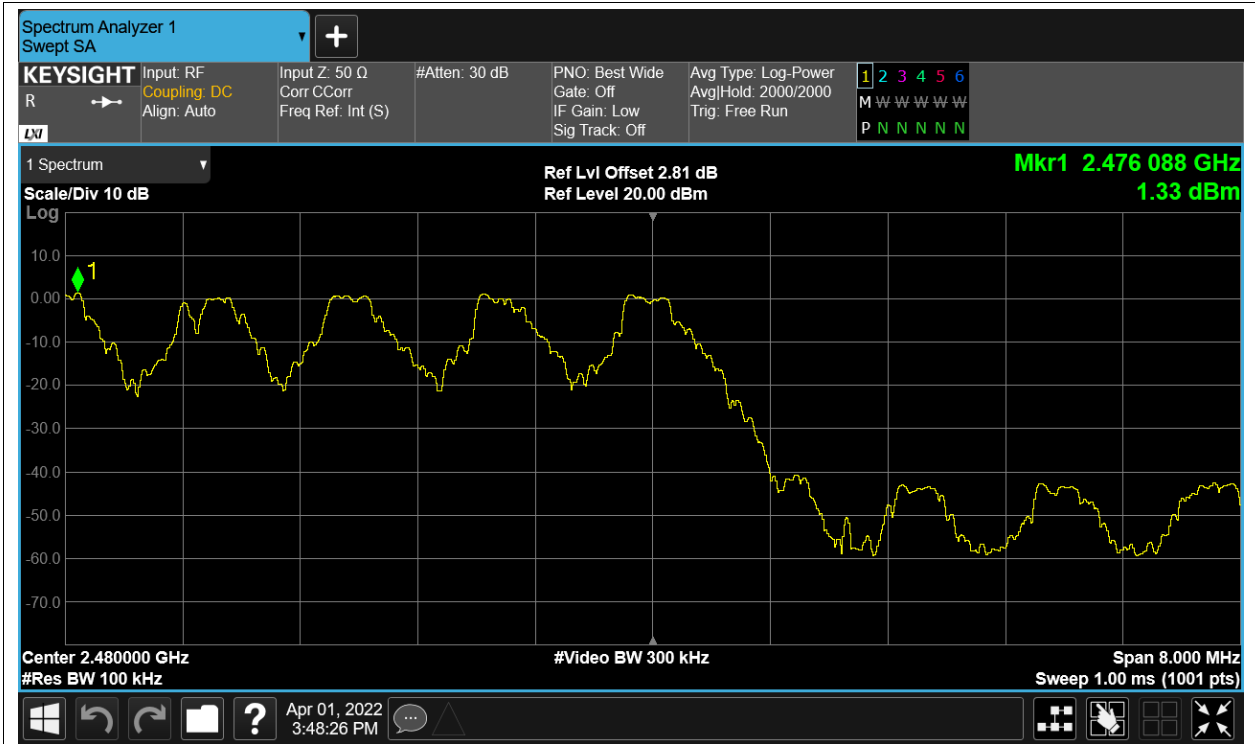 Spectrum Analyzer 1
Swept SA
KEYSIGHT
R
LXI
Input: RF
Coupling: DC
Align: Auto
Input Z: 50 Ω
Corr CCorr
Freq Ref: Int (S)
#Atten: 30 dB
PNO: Best Wide
Gate: Off
IF Gain: Low
Sig Track: Off
Avg Type: Log-Power
Avg|Hold: 2000/2000
Trig: Free Run
1 2 3 4 5 6
M W W W W W
P N N N N N
1 Spectrum
Scale/Div 10 dB
Log
Ref Lvl Offset 2.81 dB
Ref Level 20.00 dBm
Mkr1 2.476 088 GHz
1.33 dBm
1
10.0
0.00
-10.0
-20.0
-30.0
-40.0
-50.0
-60.0
-70.0
Center 2.480000 GHz
#Res BW 100 kHz
#Video BW 300 kHz
Span 8.000 MHz
Sweep 1.00 ms (1001 pts)
?
Apr 01, 2022
3:48:26 PM